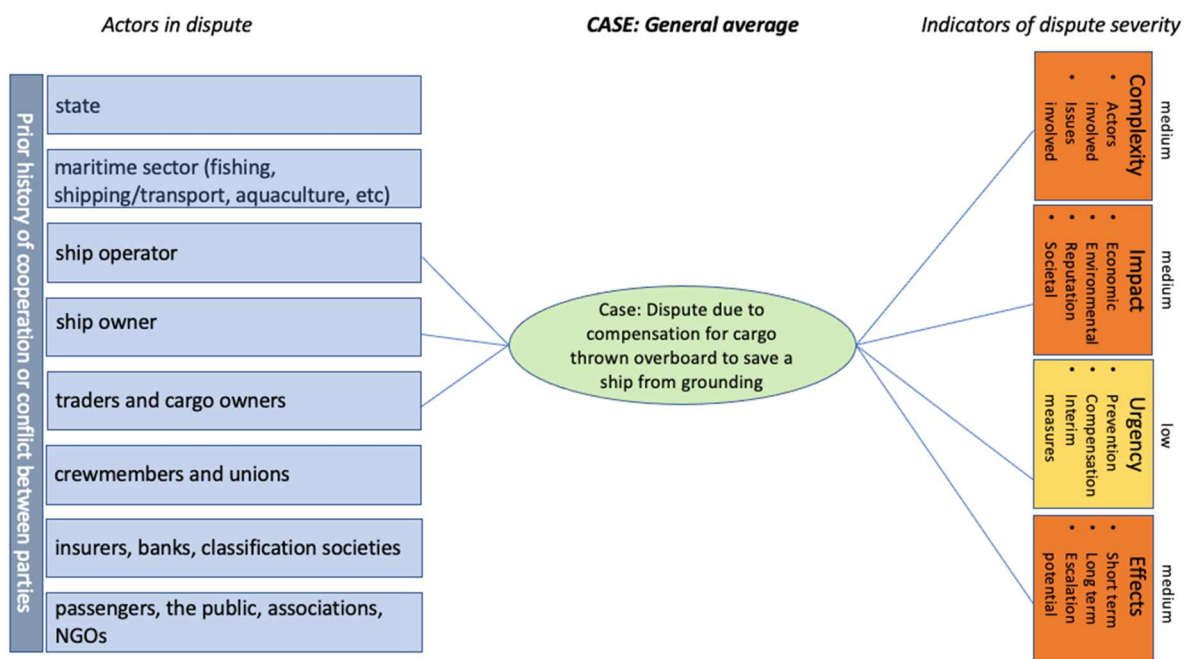 Actors in dispute
CASE: General average
Indicators of dispute severity
Prior history of cooperation or conflict between parties
state
maritime sector (fishing,
shipping/transport, aquaculture, etc)
ship operator
ship owner
traders and cargo owners
crewmembers and unions
insurers, banks, classification societies
passengers, the public, associations,
NGOs
Case: Dispute due to
compensation for cargo
thrown overboard to save a
ship from grounding
medium
Complexity
• Actors
involved
• Issues
involved
medium
Impact
• Economic
• Environmental
• Reputation
• Societal
low
Urgency
• Prevention
• Compensation
• Interim
measures
medium
Effects
• Short term
• Long term
• Escalation
potential